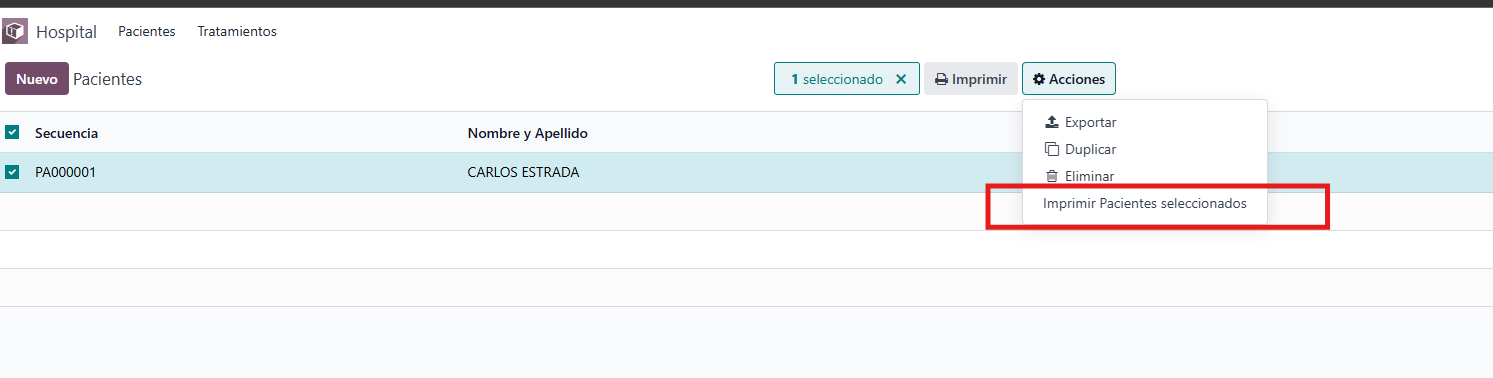 Hospital Pacientes Tratamientos
Nuevo Pacientes 1 seleccionado Imprimir Acciones
Exportar
Duplicar
Eliminar
Imprimir Pacientes seleccionados
Secuencia Nombre y Apellido
PA000001 CARLOS ESTRADA